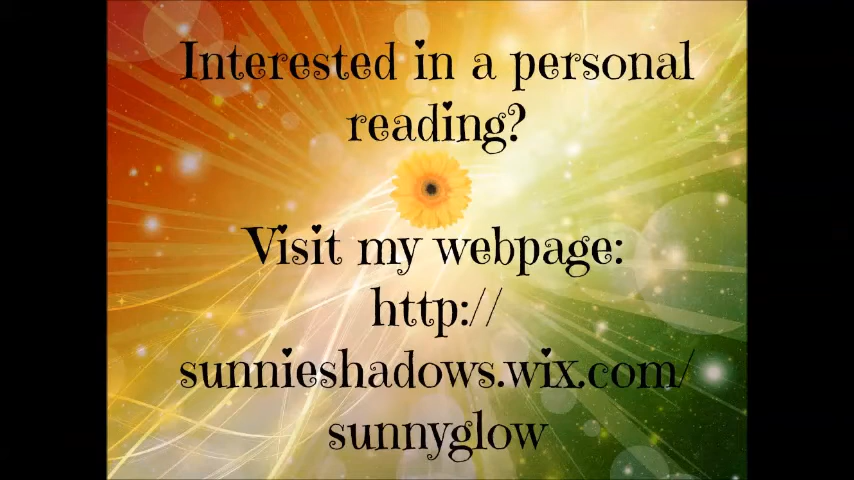 Interested in a personal
reading?
Visit my webpage:
http://
sunnieshadows.wix.com/
sunnyglow